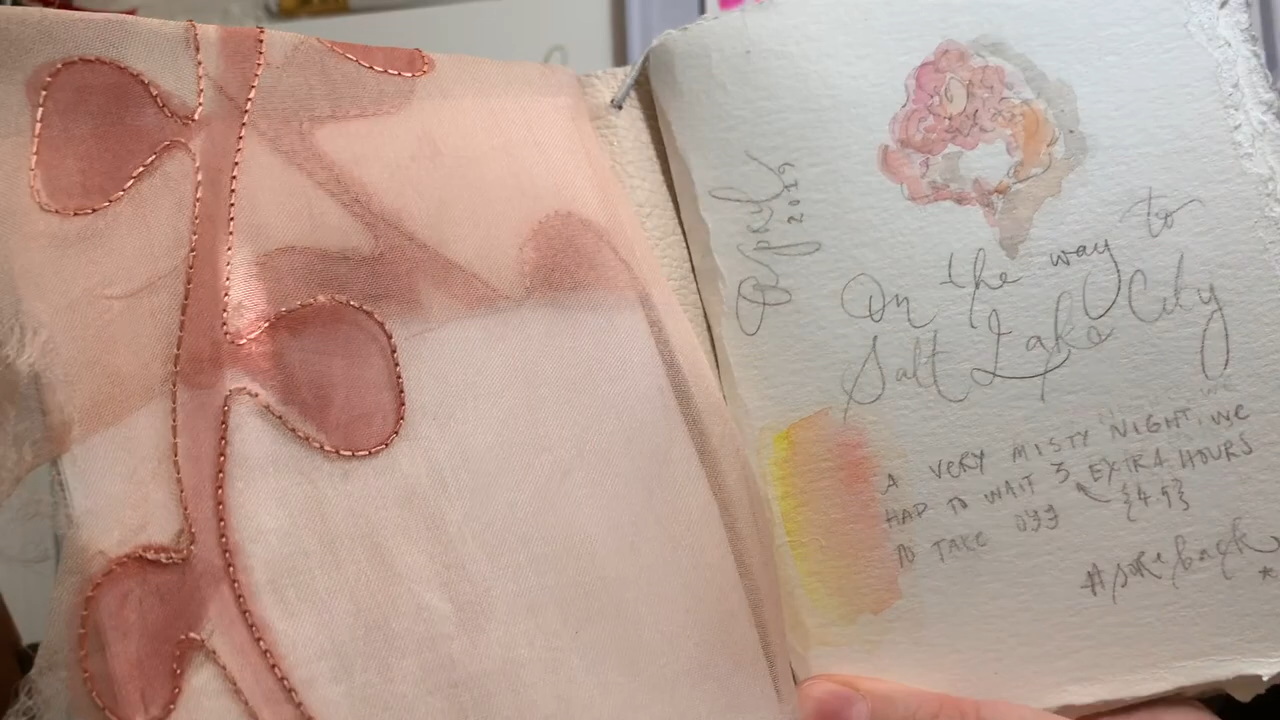 April
2019
On the way to
Salt Lake City
A VERY MISTY NIGHT, WE
HAD TO WAIT 3 EXTRA HOURS
{4.5}
TO TAKE OFF
#soreback
*